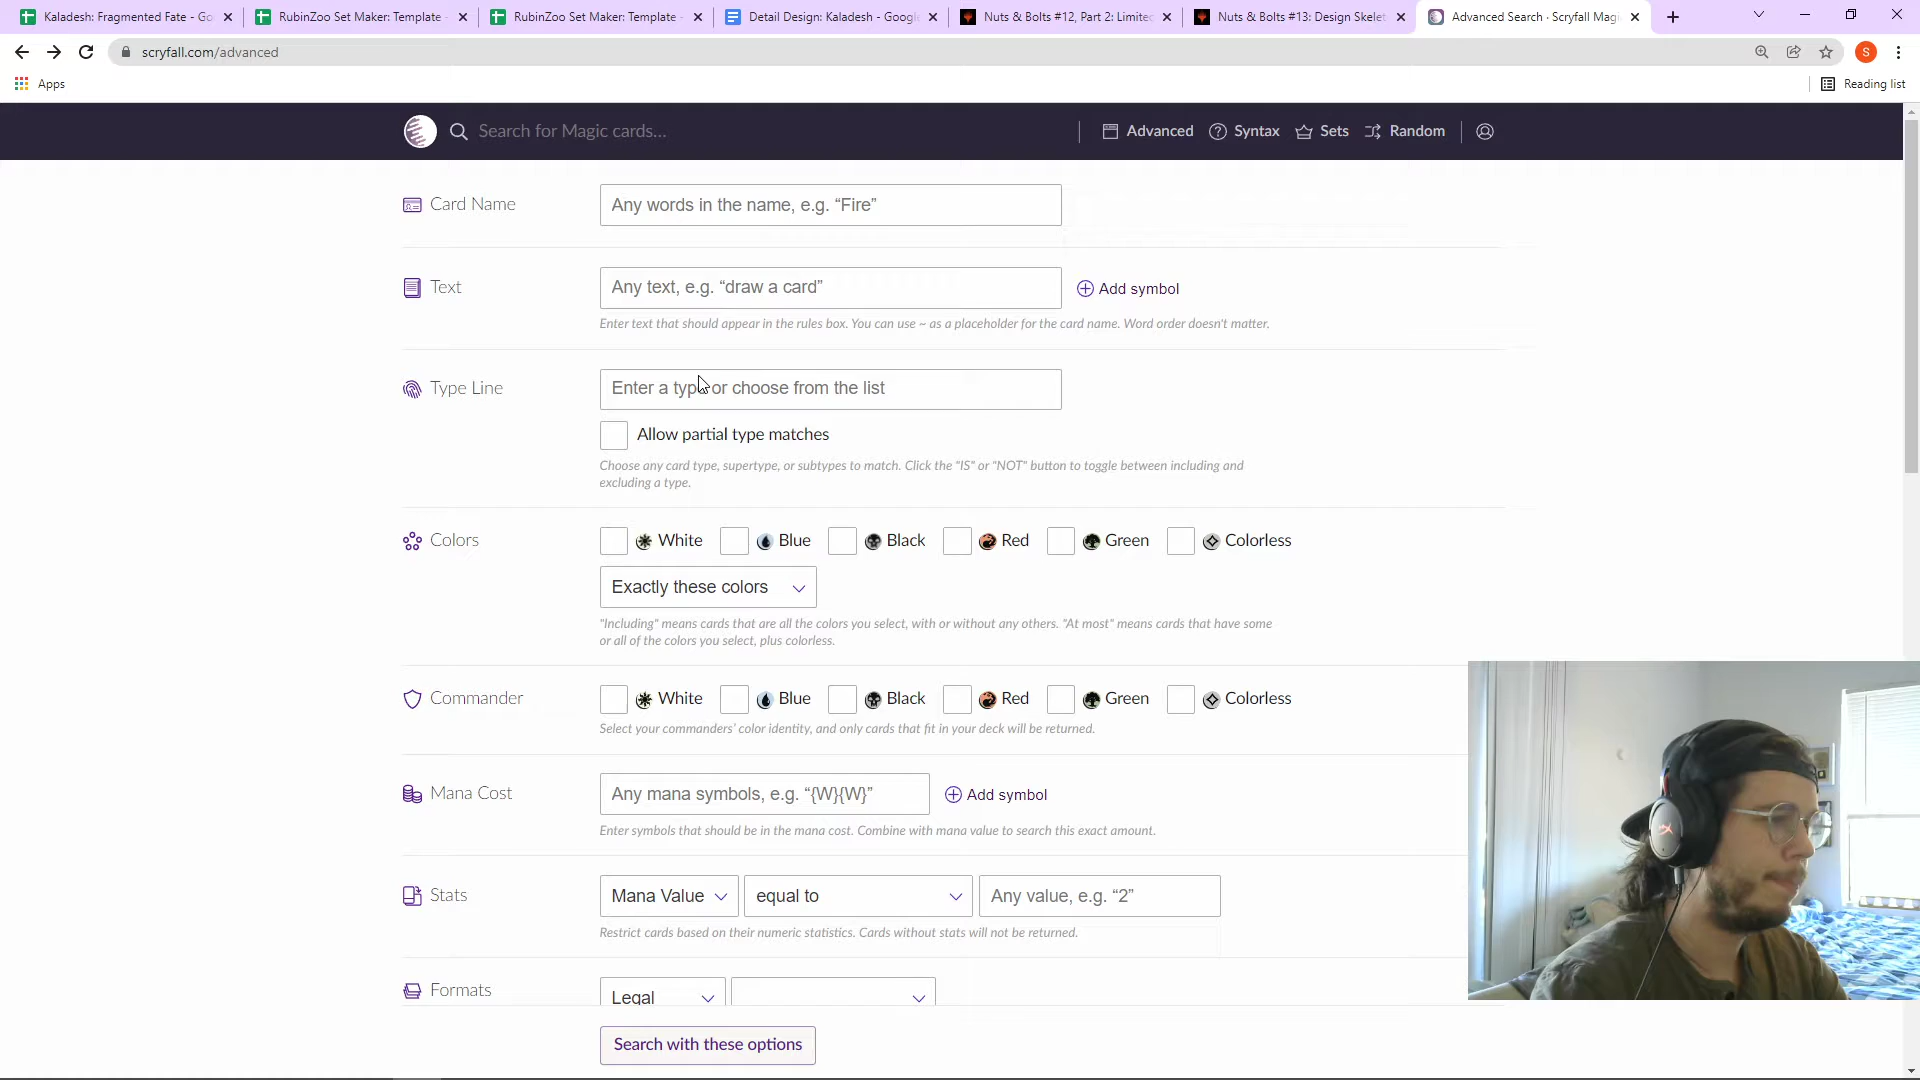 Kaladesh: Fragmented Fate - Go
RubinZoo Set Maker: Template -
RubinZoo Set Maker: Template -
Detail Design: Kaladesh - Google
Nuts & Bolts #12, Part 2: Limited
Nuts & Bolts #13: Design Skelet
Advanced Search · Scryfall Magi
scryfall.com/advanced
S
Apps
Reading list
Search for Magic cards...
Advanced
Syntax
Sets
Random
Card Name
Any words in the name, e.g. “Fire”
Text
Any text, e.g. “draw a card”
Add symbol
Enter text that should appear in the rules box. You can use ~ as a placeholder for the card name. Word order doesn't matter.
Type Line
Enter a type or choose from the list
Allow partial type matches
Choose any card type, supertype, or subtypes to match. Click the "IS" or "NOT" button to toggle between including and
excluding a type.
Colors
White Blue Black Red Green Colorless
Exactly these colors
"Including" means cards that are all the colors you select, with or without any others. "At most" means cards that have some
or all of the colors you select, plus colorless.
Commander
White Blue Black Red Green Colorless
Select your commanders’ color identity, and only cards that fit in your deck will be returned.
Mana Cost
Any mana symbols, e.g. “{W}{W}”
Add symbol
Enter symbols that should be in the mana cost. Combine with mana value to search this exact amount.
Stats
Mana Value
equal to
Any value, e.g. “2”
Restrict cards based on their numeric statistics. Cards without stats will not be returned.
Formats
Legal
Search with these options